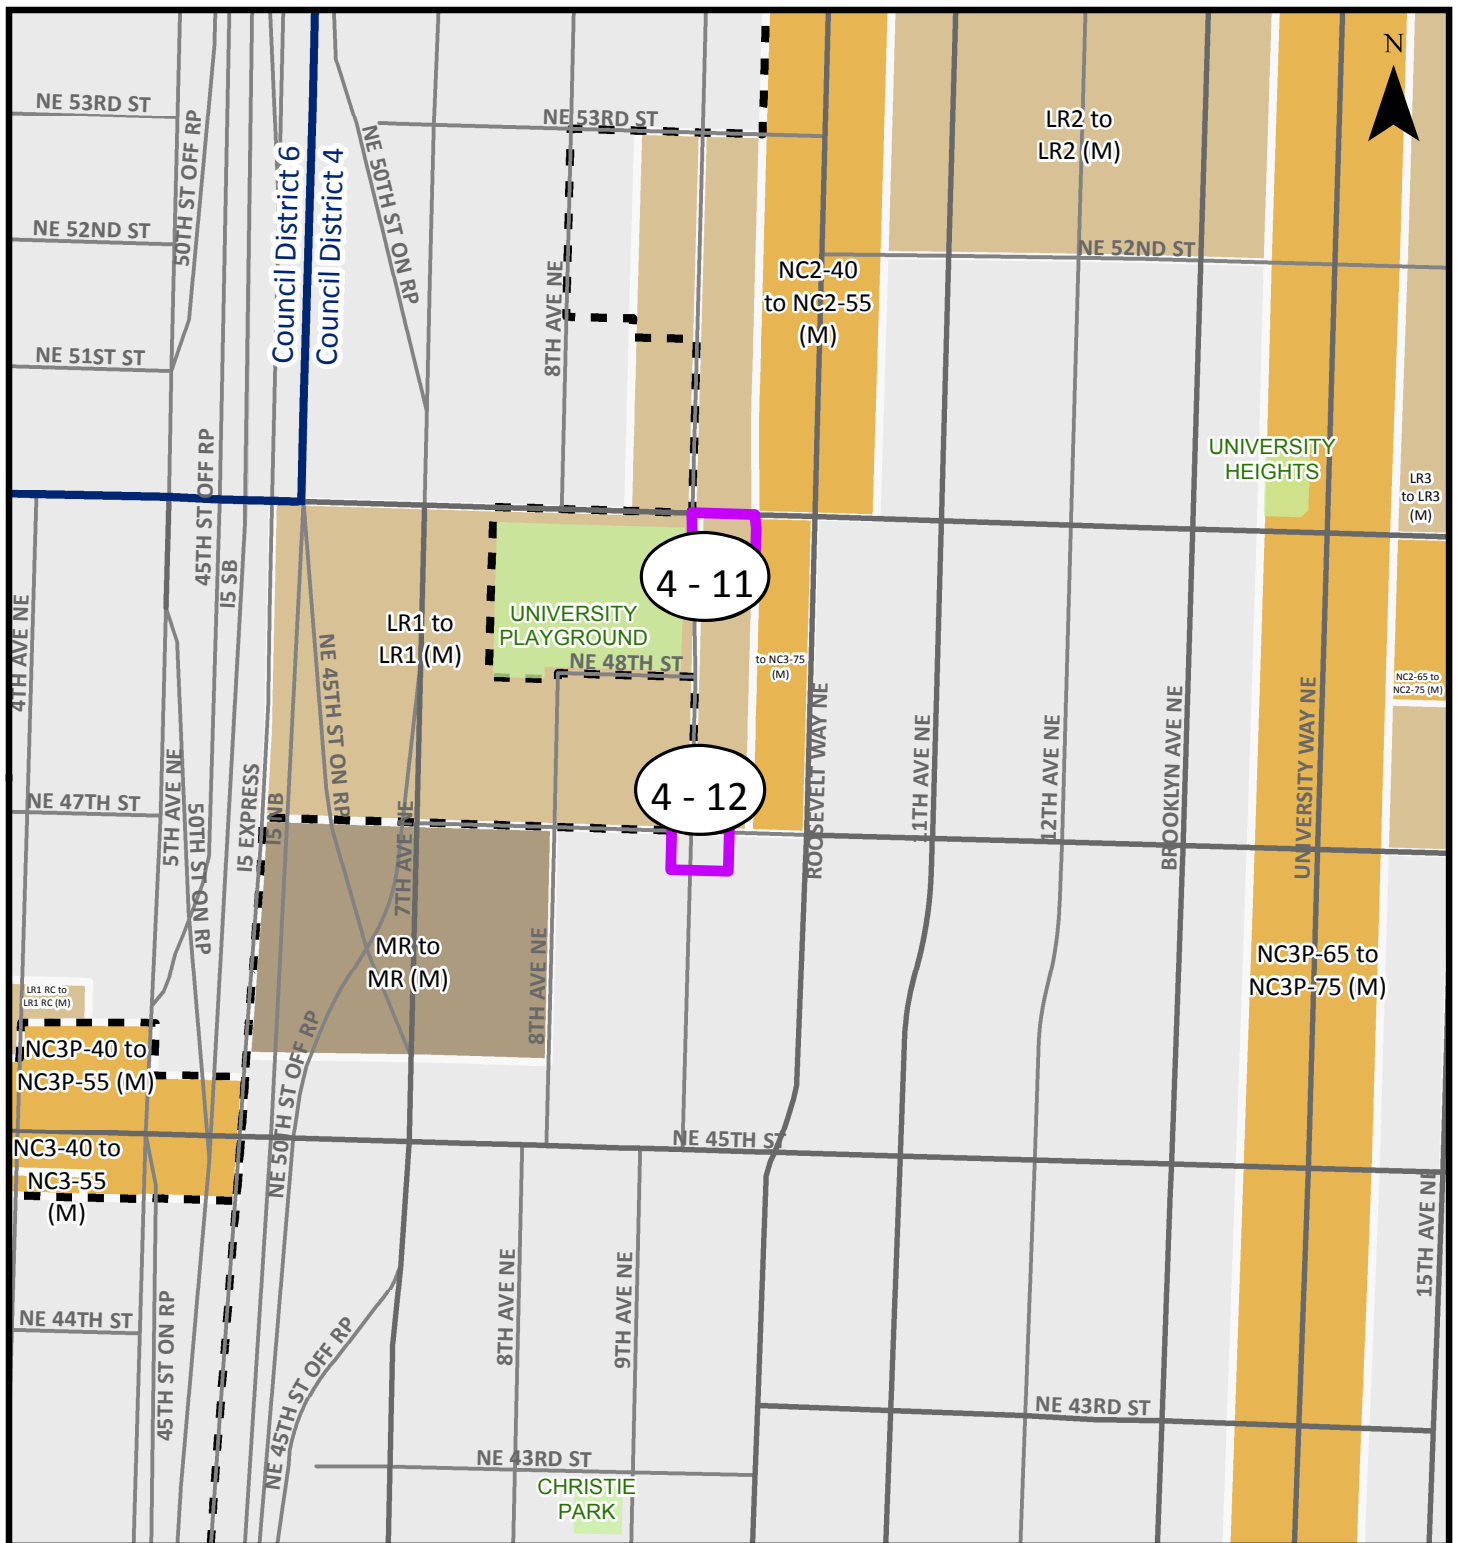 N
NE 53RD ST
NE 53RD ST
LR2 to
LR2 (M)
50TH ST OFF RP
NE 50TH ST ON RP
Council District 6
Council District 4
NE 52ND ST
NE 52ND ST
NC2-40
to NC2-55
(M)
8TH AVE NE
NE 51ST ST
45TH ST OFF RP
UNIVERSITY
HEIGHTS
LR3
to LR3
(M)
I5 SB
4 - 11
4TH AVE NE
LR1 to
LR1 (M)
UNIVERSITY
PLAYGROUND
NE 48TH ST
to NC3-75
(M)
NC2-65 to
NC2-75 (M)
NE 45TH ST ON RP
ROOSEVELT WAY NE
11TH AVE NE
12TH AVE NE
BROOKLYN AVE NE
UNIVERSITY WAY NE
4 - 12
NE 47TH ST
5TH AVE NE
50TH ST ON RP
I5 EXPRESS
I5 NB
7TH AVE NE
MR to
MR (M)
8TH AVE NE
NC3P-65 to
NC3P-75 (M)
LR1 RC to
LR1 RC (M)
NC3P-40 to
NC3P-55 (M)
NE 50TH ST OFF RP
NE 45TH ST
NC3-40 to
NC3-55
(M)
15TH AVE NE
8TH AVE NE
9TH AVE NE
NE 44TH ST
45TH ST ON RP
NE 45TH ST OFF RP
NE 43RD ST
NE 43RD ST
CHRISTIE
PARK